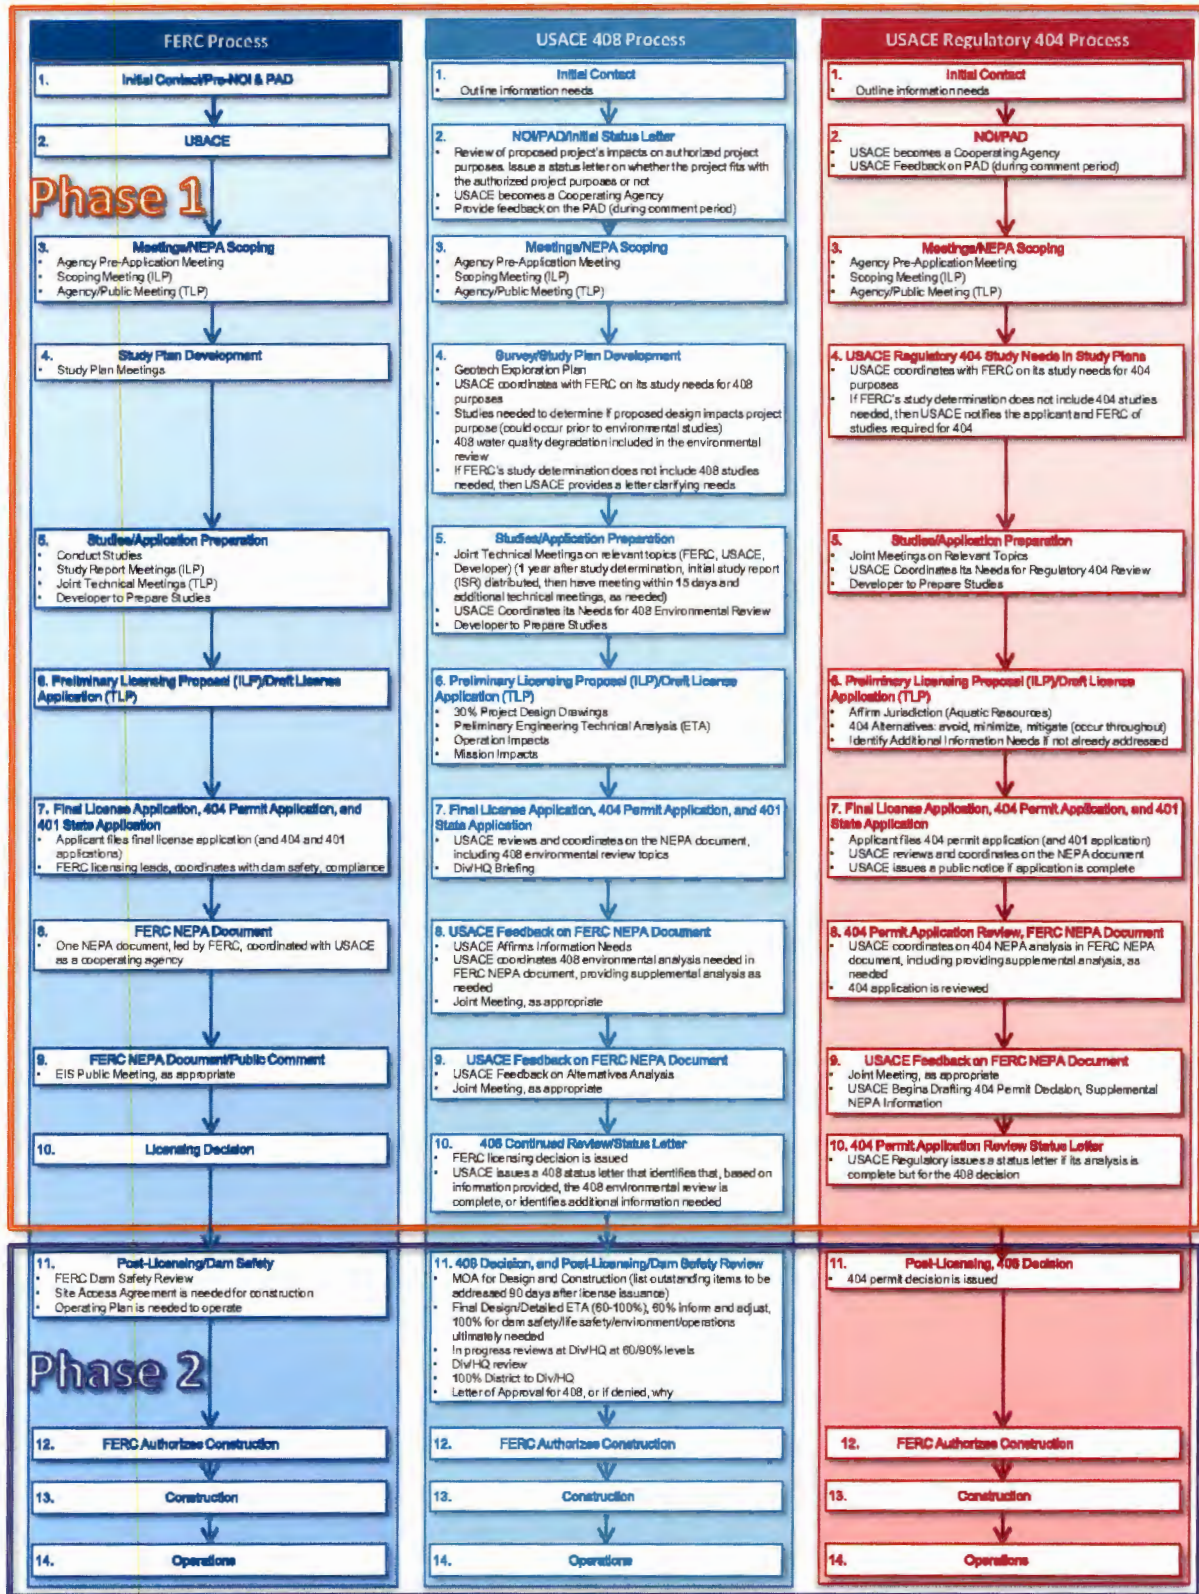 FERC Process
1. Initial Contact/Pre-NOI & PAD
2. USACE
Phase 1
3. Meetings/NEPA Scoping
• Agency Pre-Application Meeting
• Scoping Meeting (ILP)
• Agency/Public Meeting (TLP)
4. Study Plan Development
• Study Plan Meetings
5. Studies/Application Preparation
• Conduct Studies
• Study Report Meetings (ILP)
• Joint Technical Meetings (TLP)
• Developer to Prepare Studies
6. Preliminary Licensing Proposal (ILP)/Draft License
Application (TLP)
7. Final License Application, 404 Permit Application, and
401 State Application
• Applicant files final license application (and 404 and 401
applications)
• FERC licensing leads, coordinates with dam safety, compliance
8. FERC NEPA Document
• One NEPA document, led by FERC, coordinated with USACE
as a cooperating agency
9. FERC NEPA Document/Public Comment
• EIS Public Meeting, as appropriate
10. Licensing Decision
11. Post-Licensing/Dam Safety
• FERC Dam Safety Review
• Site Access Agreement is needed for construction
• Operating Plan is needed to operate
Phase 2
12. FERC Authorizes Construction
13. Construction
14. Operations
USACE 408 Process
1. Initial Contact
• Outline information needs
2. NOI/PAD/Initial Status Letter
• Review of proposed project's impacts on authorized project
purposes. Issue a status letter on whether the project fits with
the authorized project purposes or not
• USACE becomes a Cooperating Agency
• Provide feedback on the PAD (during comment period)
3. Meetings/NEPA Scoping
• Agency Pre-Application Meeting
• Scoping Meeting (ILP)
• Agency/Public Meeting (TLP)
4. Survey/Study Plan Development
• Geotech Exploration Plan
• USACE coordinates with FERC on its study needs for 408
purposes
• Studies needed to determine if proposed design impacts project
purpose (could occur prior to environmental studies)
• 408 water quality degradation included in the environmental
review
• If FERC's study determination does not include 408 studies
needed, then USACE provides a letter clarifying needs
5. Studies/Application Preparation
• Joint Technical Meetings on relevant topics (FERC, USACE,
Developer) (1 year after study determination, initial study report
(ISR) distributed, then have meeting within 15 days and
additional technical meetings, as needed)
• USACE Coordinates its Needs for 408 Environmental Review
• Developer to Prepare Studies
6. Preliminary Licensing Proposal (ILP)/Draft License
Application (TLP)
• 30% Project Design Drawings
• Preliminary Engineering Technical Analysis (ETA)
• Operation Impacts
• Mission Impacts
7. Final License Application, 404 Permit Application, and 401
State Application
• USACE reviews and coordinates on the NEPA document,
including 408 environmental review topics
• Div/HQ Briefing
8. USACE Feedback on FERC NEPA Document
• USACE Affirms Information Needs
• USACE coordinates 408 environmental analysis needed in
FERC NEPA document, providing supplemental analysis as
needed
• Joint Meeting, as appropriate
9. USACE Feedback on FERC NEPA Document
• USACE Feedback on Alternatives Analysis
• Joint Meeting, as appropriate
10. 408 Continued Review/Status Letter
• FERC licensing decision is issued
• USACE issues a 408 status letter that identifies that, based on
information provided, the 408 environmental review is
complete, or identifies additional information needed
11. 408 Decision, and Post-Licensing/Dam Safety Review
• MOA for Design and Construction (list outstanding items to be
addressed 90 days after license issuance)
• Final Design/Detailed ETA (60-100%), 60% inform and adjust,
100% for dam safety/life safety/environment/operations
ultimately needed
• In progress reviews at Div/HQ at 60/90% levels
• Div/HQ review
• 100% District to Div/HQ
• Letter of Approval for 408, or if denied, why
12. FERC Authorizes Construction
13. Construction
14. Operations
USACE Regulatory 404 Process
1. Initial Contact
• Outline information needs
2. NOI/PAD
• USACE becomes a Cooperating Agency
• USACE Feedback on PAD (during comment period)
3. Meetings/NEPA Scoping
• Agency Pre-Application Meeting
• Scoping Meeting (ILP)
• Agency/Public Meeting (TLP)
4. USACE Regulatory 404 Study Needs in Study Plans
• USACE coordinates with FERC on its study needs for 404
purposes
• If FERC's study determination does not include 404 studies
needed, then USACE notifies the applicant and FERC of
studies required for 404
5. Studies/Application Preparation
• Joint Meetings on Relevant Topics
• USACE Coordinates Its Needs for Regulatory 404 Review
• Developer to Prepare Studies
6. Preliminary Licensing Proposal (ILP)/Draft License
Application (TLP)
• Affirm Jurisdiction (Aquatic Resources)
• 404 Alternatives: avoid, minimize, mitigate (occur throughout)
• Identify Additional Information Needs if not already addressed
7. Final License Application, 404 Permit Application, and 401
State Application
• Applicant files 404 permit application (and 401 application)
• USACE reviews and coordinates on the NEPA document
• USACE issues a public notice if application is complete
8. 404 Permit Application Review, FERC NEPA Document
• USACE coordinates on 404 NEPA analysis in FERC NEPA
document, including providing supplemental analysis, as
needed
• 404 application is reviewed
9. USACE Feedback on FERC NEPA Document
• Joint Meeting, as appropriate
• USACE Begins Drafting 404 Permit Decision, Supplemental
NEPA Information
10. 404 Permit Application Review Status Letter
• USACE Regulatory issues a status letter if its analysis is
complete but for the 408 decision
11. Post-Licensing, 408 Decision
• 404 permit decision is issued
12. FERC Authorizes Construction
13. Construction
14. Operations